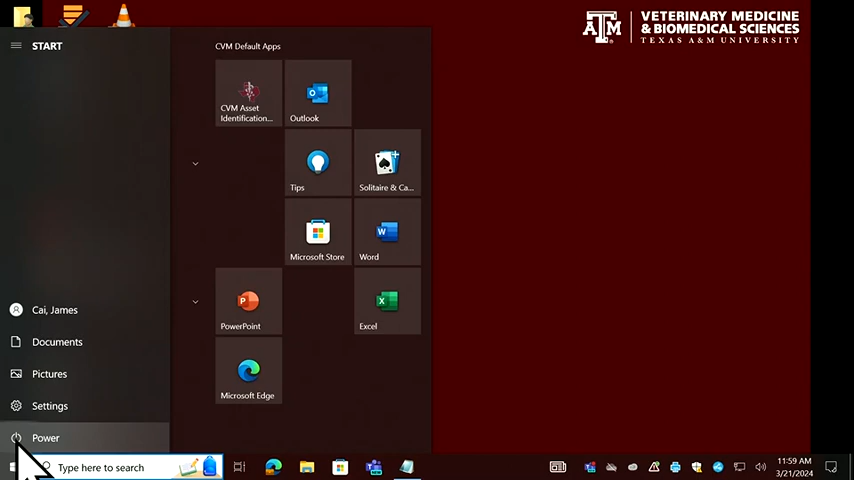 START
CVM Default Apps
VETERINARY MEDICINE
& BIOMEDICAL SCIENCES
TEXAS A&M UNIVERSITY
CVM Asset
Identification...
Outlook
Tips
Solitaire & Ca...
Microsoft Store
Word
PowerPoint
Excel
Microsoft Edge
Cai, James
Documents
Pictures
Settings
Power
Type here to search
11:59 AM
3/21/2024